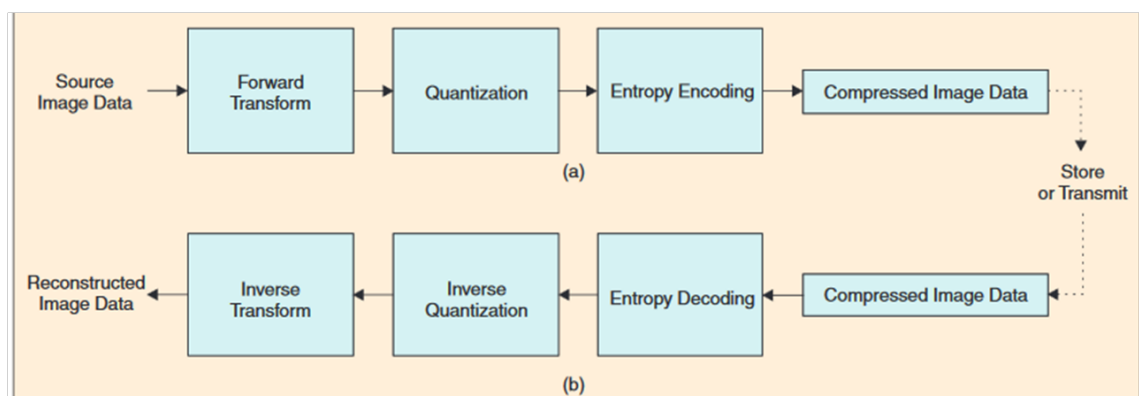 Source
Image Data
Forward
Transform
Quantization
Entropy Encoding
Compressed Image Data
(a)
Store
or Transmit
Reconstructed
Image Data
Inverse
Transform
Inverse
Quantization
Entropy Decoding
Compressed Image Data
(b)